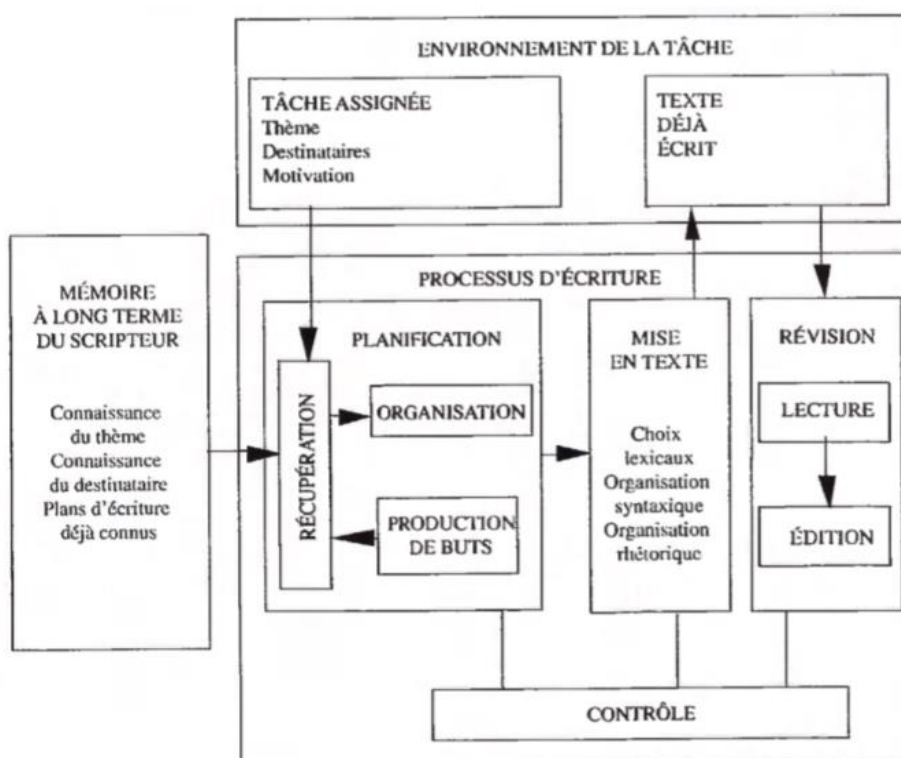 ENVIRONNEMENT DE LA TÂCHE
TÂCHE ASSIGNÉE
Thème
Destinataires
Motivation
TEXTE
DÉJÀ
ÉCRIT
MÉMOIRE
À LONG TERME
DU SCRIPTEUR
Connaissance
du thème
Connaissance
du destinataire
Plans d'écriture
déjà connus
PROCESSUS D'ÉCRITURE
PLANIFICATION
RÉCUPÉRATION
ORGANISATION
PRODUCTION
DE BUTS
MISE
EN TEXTE
Choix
lexicaux
Organisation
syntaxique
Organisation
rhétorique
RÉVISION
LECTURE
ÉDITION
CONTRÔLE